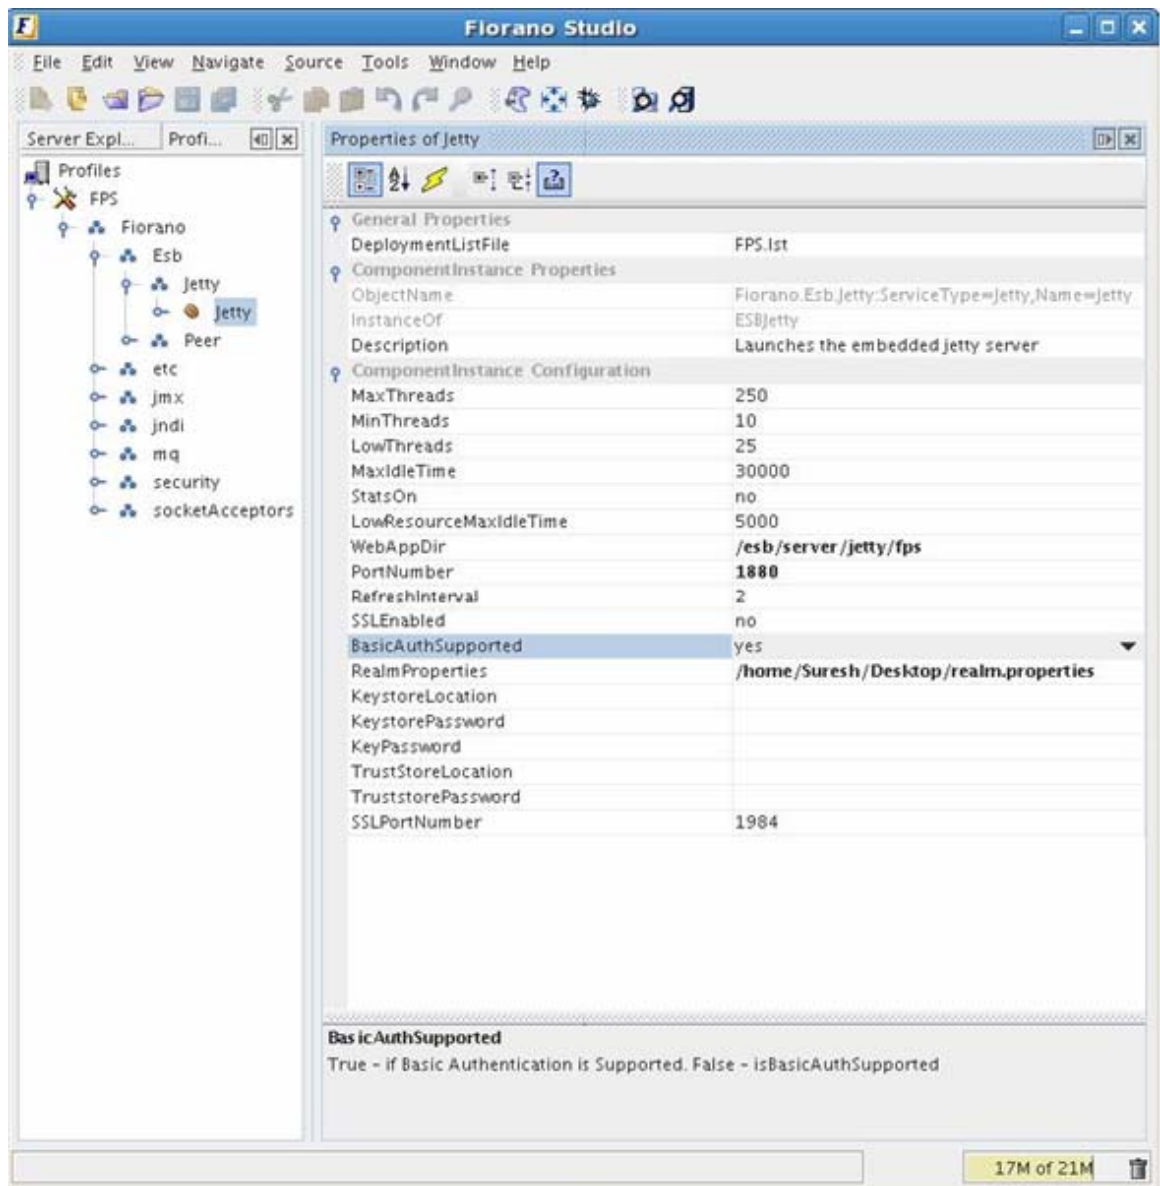 Fiorano Studio
File Edit View Navigate Source Tools Window Help
Server Expl... Profi...
Profiles
FPS
Fiorano
Esb
Jetty
Jetty
Peer
etc
jmx
jndi
mq
security
socketAcceptors
Properties of Jetty
General Properties
DeploymentListFile FPS.lst
ComponentInstance Properties
ObjectName Fiorano.Esb.Jetty:ServiceType=Jetty,Name=Jetty
InstanceOf ESBJetty
Description Launches the embedded jetty server
ComponentInstance Configuration
MaxThreads 250
MinThreads 10
LowThreads 25
MaxIdleTime 30000
StatsOn no
LowResourceMaxIdleTime 5000
WebAppDir /esb/server/jetty/fps
PortNumber 1880
RefreshInterval 2
SSLEnabled no
BasicAuthSupported yes
RealmProperties /home/Suresh/Desktop/realm.properties
KeystoreLocation
KeystorePassword
KeyPassword
TrustStoreLocation
TruststorePassword
SSLPortNumber 1984
BasicAuthSupported
True - if Basic Authentication is Supported. False - isBasicAuthSupported
17M of 21M